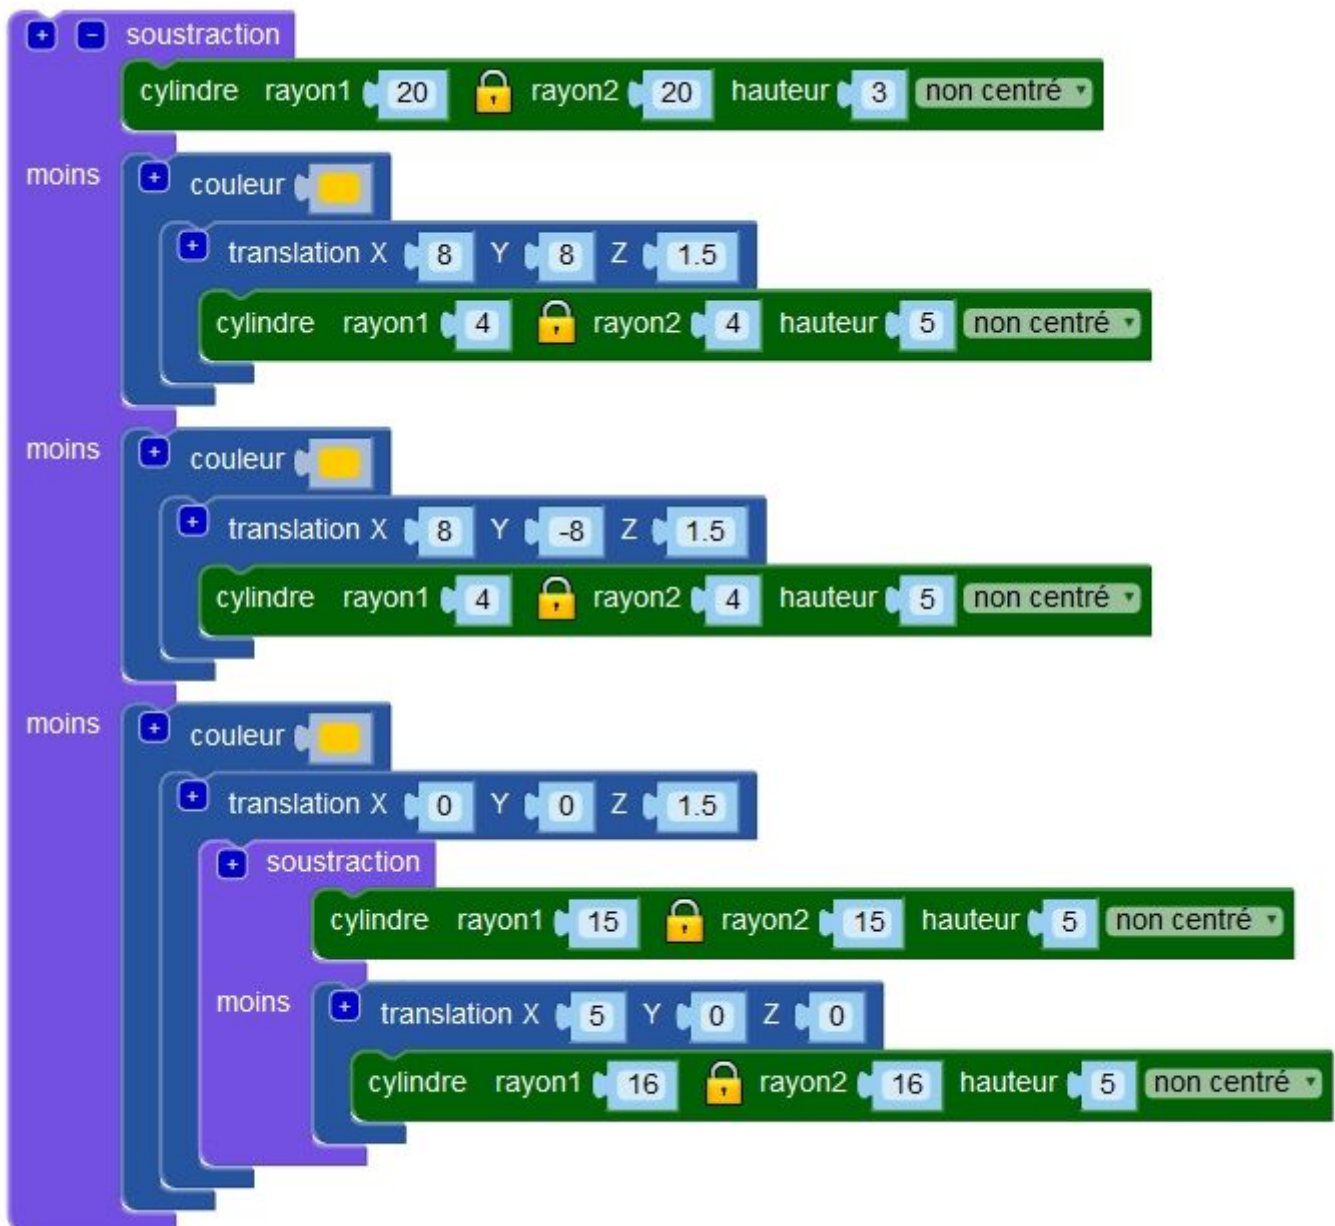 + - soustraction
cylindre rayon1 20 rayon2 20 hauteur 3 non centré
moins + couleur
+ translation X 8 Y 8 Z 1.5
cylindre rayon1 4 rayon2 4 hauteur 5 non centré
moins + couleur
+ translation X 8 Y -8 Z 1.5
cylindre rayon1 4 rayon2 4 hauteur 5 non centré
moins + couleur
+ translation X 0 Y 0 Z 1.5
+ soustraction
cylindre rayon1 15 rayon2 15 hauteur 5 non centré
moins + translation X 5 Y 0 Z 0
cylindre rayon1 16 rayon2 16 hauteur 5 non centré